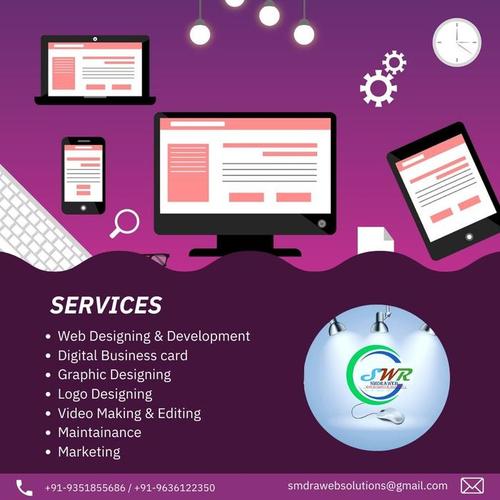 SERVICES
Web Designing & Development
Digital Business card
Graphic Designing
Logo Designing
Video Making & Editing
Maintainance
Marketing
SWR
SMDRAWEB
+91-9351855686 / +91-9636122350
smdrawebsolutions@gmail.com